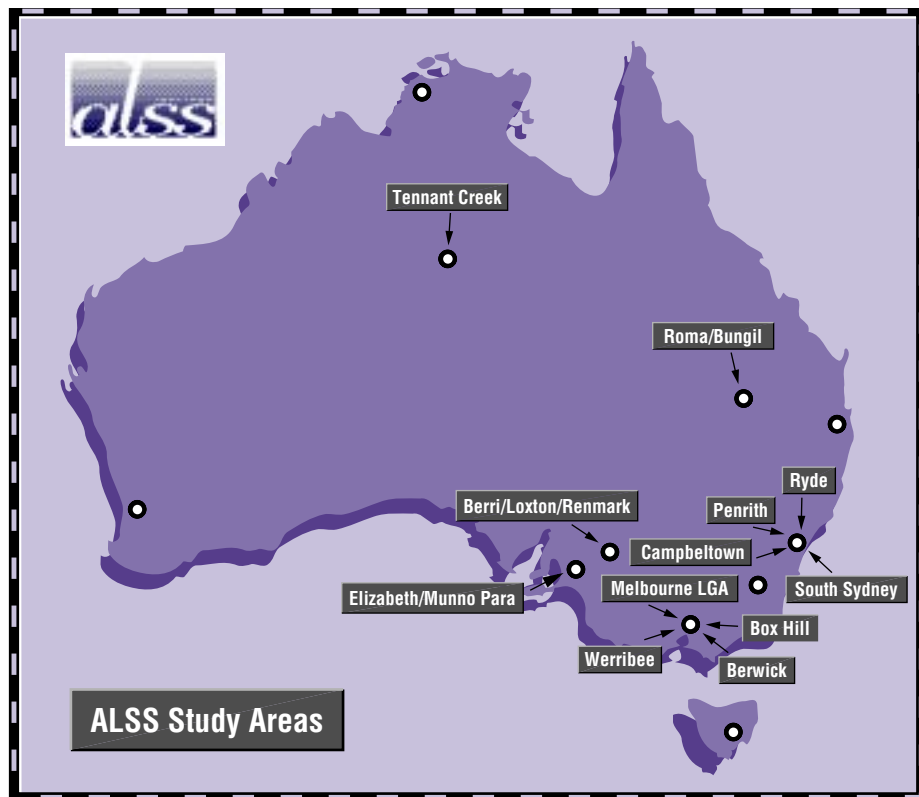 alss
Tennant Creek
Roma/Bungil
Ryde
Berri/Loxton/Renmark
Penrith
Campbeltown
Melbourne LGA
South Sydney
Elizabeth/Munno Para
Box Hill
Werribee
Berwick
ALSS Study Areas